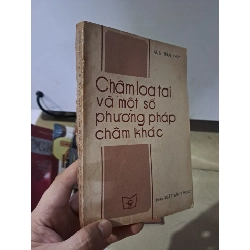 Châm loa tai
và một số
phương pháp
châm khác